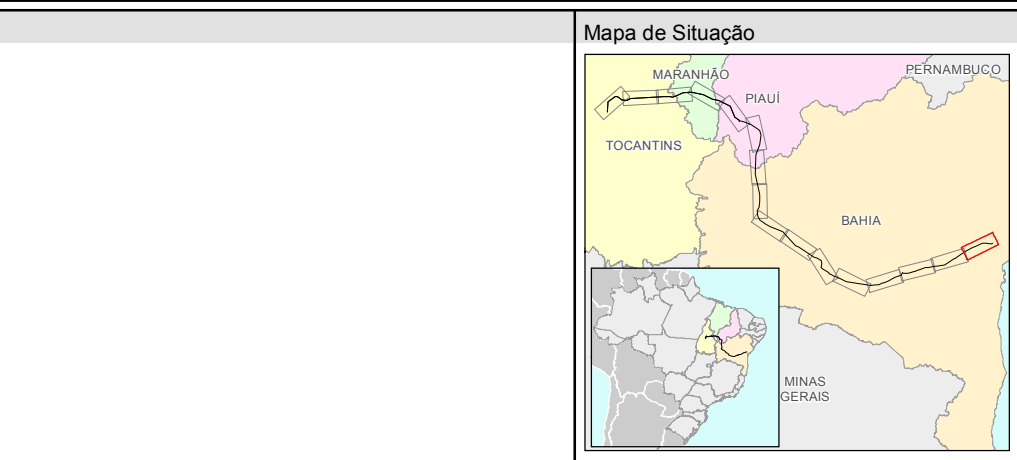 Mapa de Situação
MARANHÃO
PERNAMBUCO
PIAUÍ
TOCANTINS
BAHIA
MINAS
GERAIS